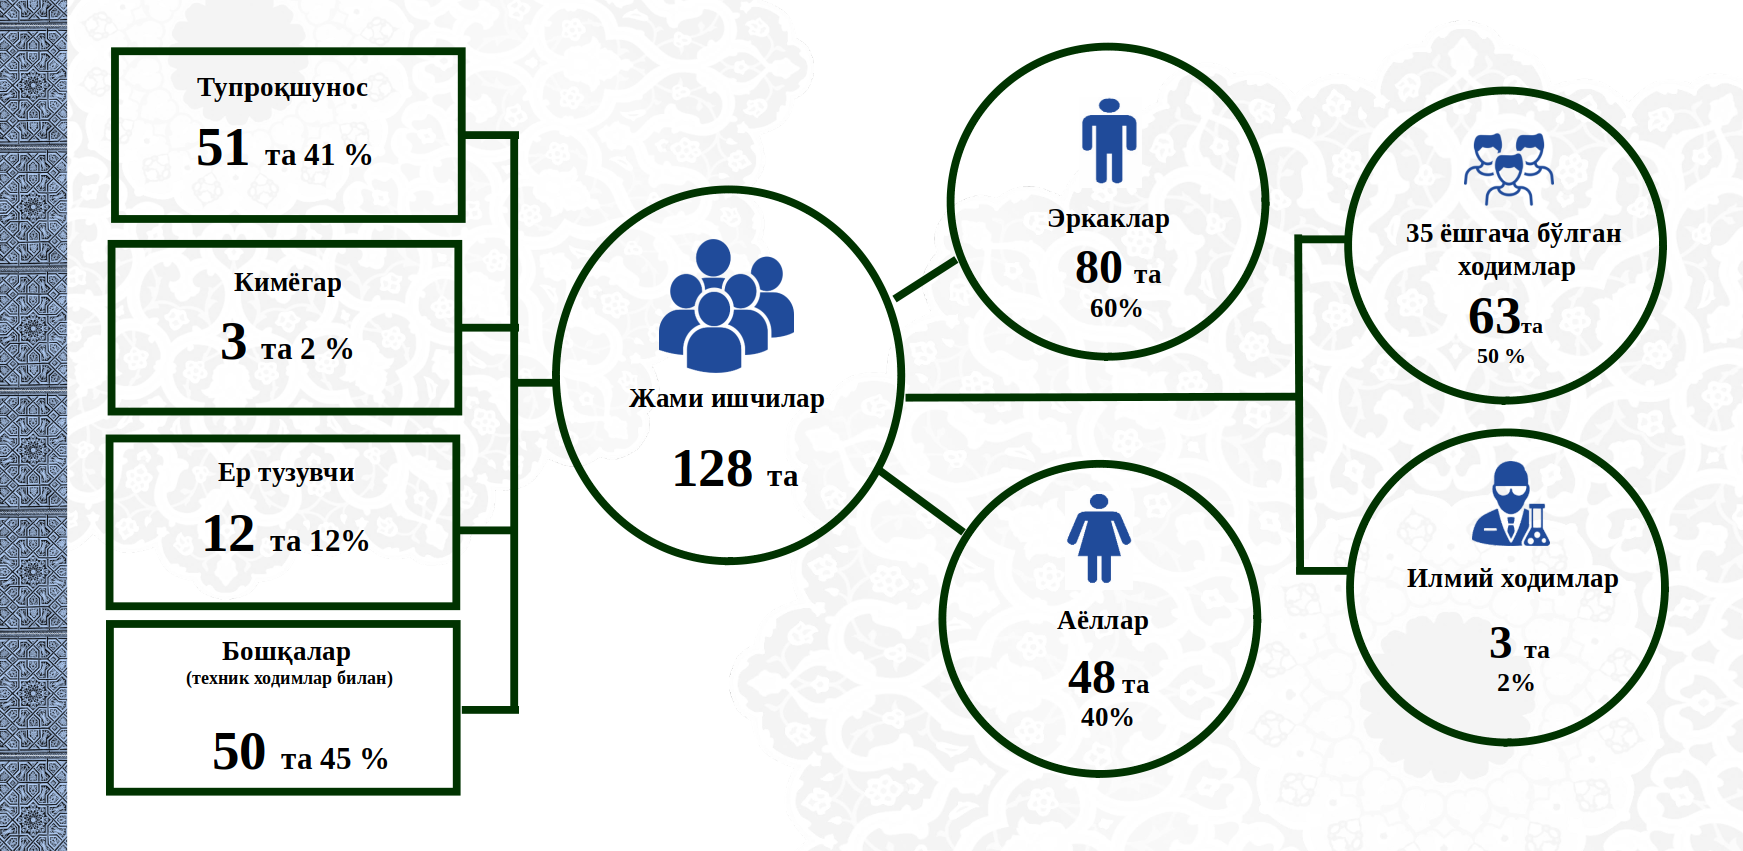 Тупроқшунос
51 та 41 %
Кимёгар
3 та 2 %
Ер тузувчи
12 та 12%
Бошқалар
(техник ходимлар билан)
50 та 45 %
Жами ишчилар
128 та
Эркаклар
80 та
60%
Аёллар
48 та
40%
35 ёшгача бўлган
ходимлар
63та
50 %
Илмий ходимлар
3 та
2%